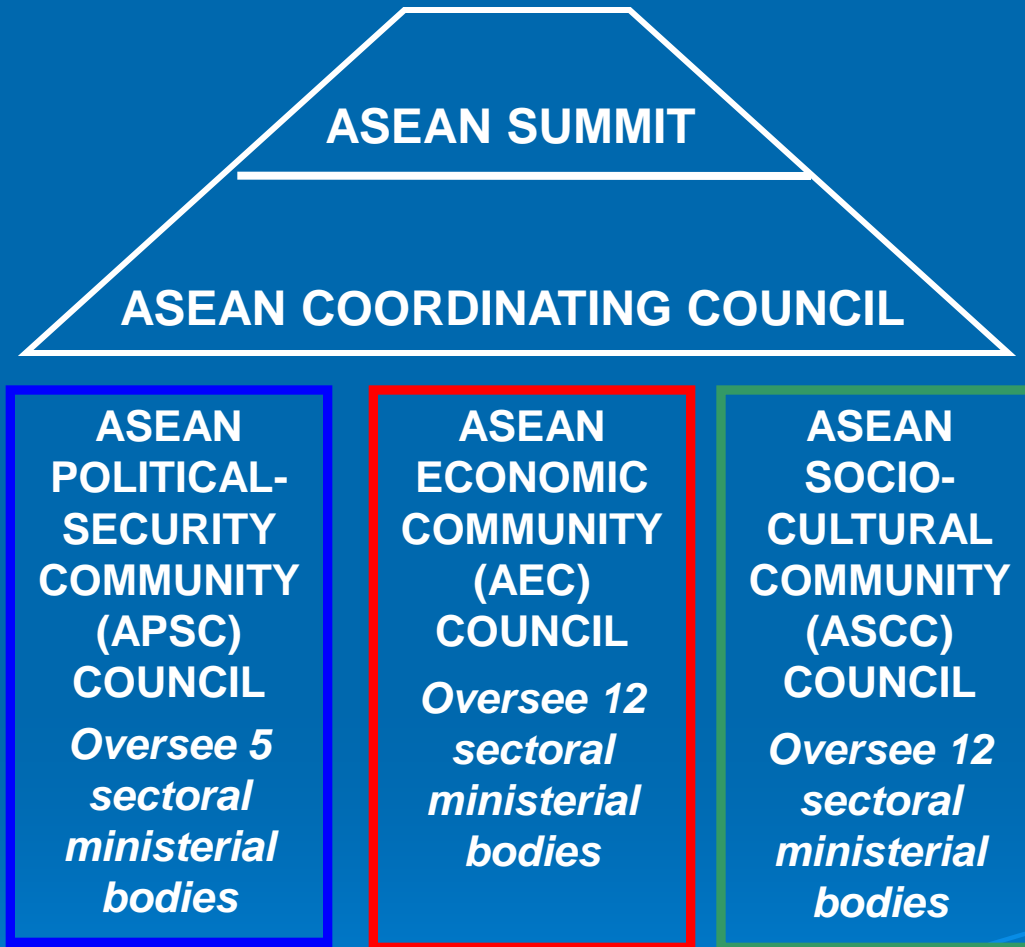 ASEAN SUMMIT
ASEAN COORDINATING COUNCIL
ASEAN
POLITICAL-
SECURITY
COMMUNITY
(APSC)
COUNCIL
Oversee 5
sectoral
ministerial
bodies
ASEAN
ECONOMIC
COMMUNITY
(AEC)
COUNCIL
Oversee 12
sectoral
ministerial
bodies
ASEAN
SOCIO-
CULTURAL
COMMUNITY
(ASCC)
COUNCIL
Oversee 12
sectoral
ministerial
bodies